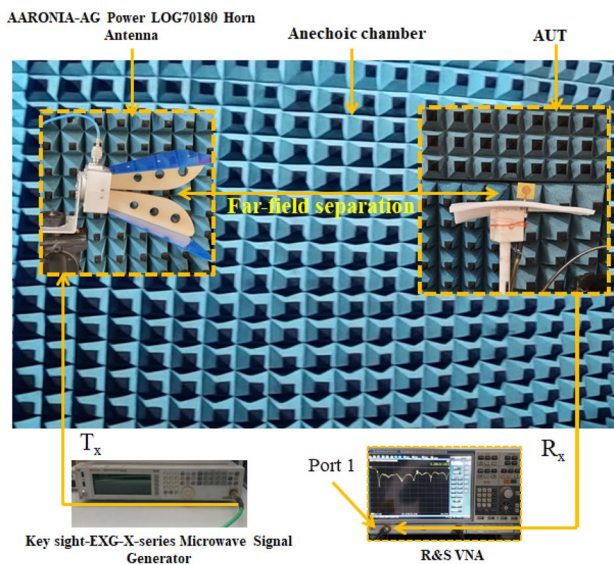 AARONIA-AG Power LOG70180 Horn
Antenna
Anechoic chamber
AUT
Far-field separation
Tx
Rx
Port 1
Key sight-EXG-X-series Microwave Signal
Generator
R&S VNA